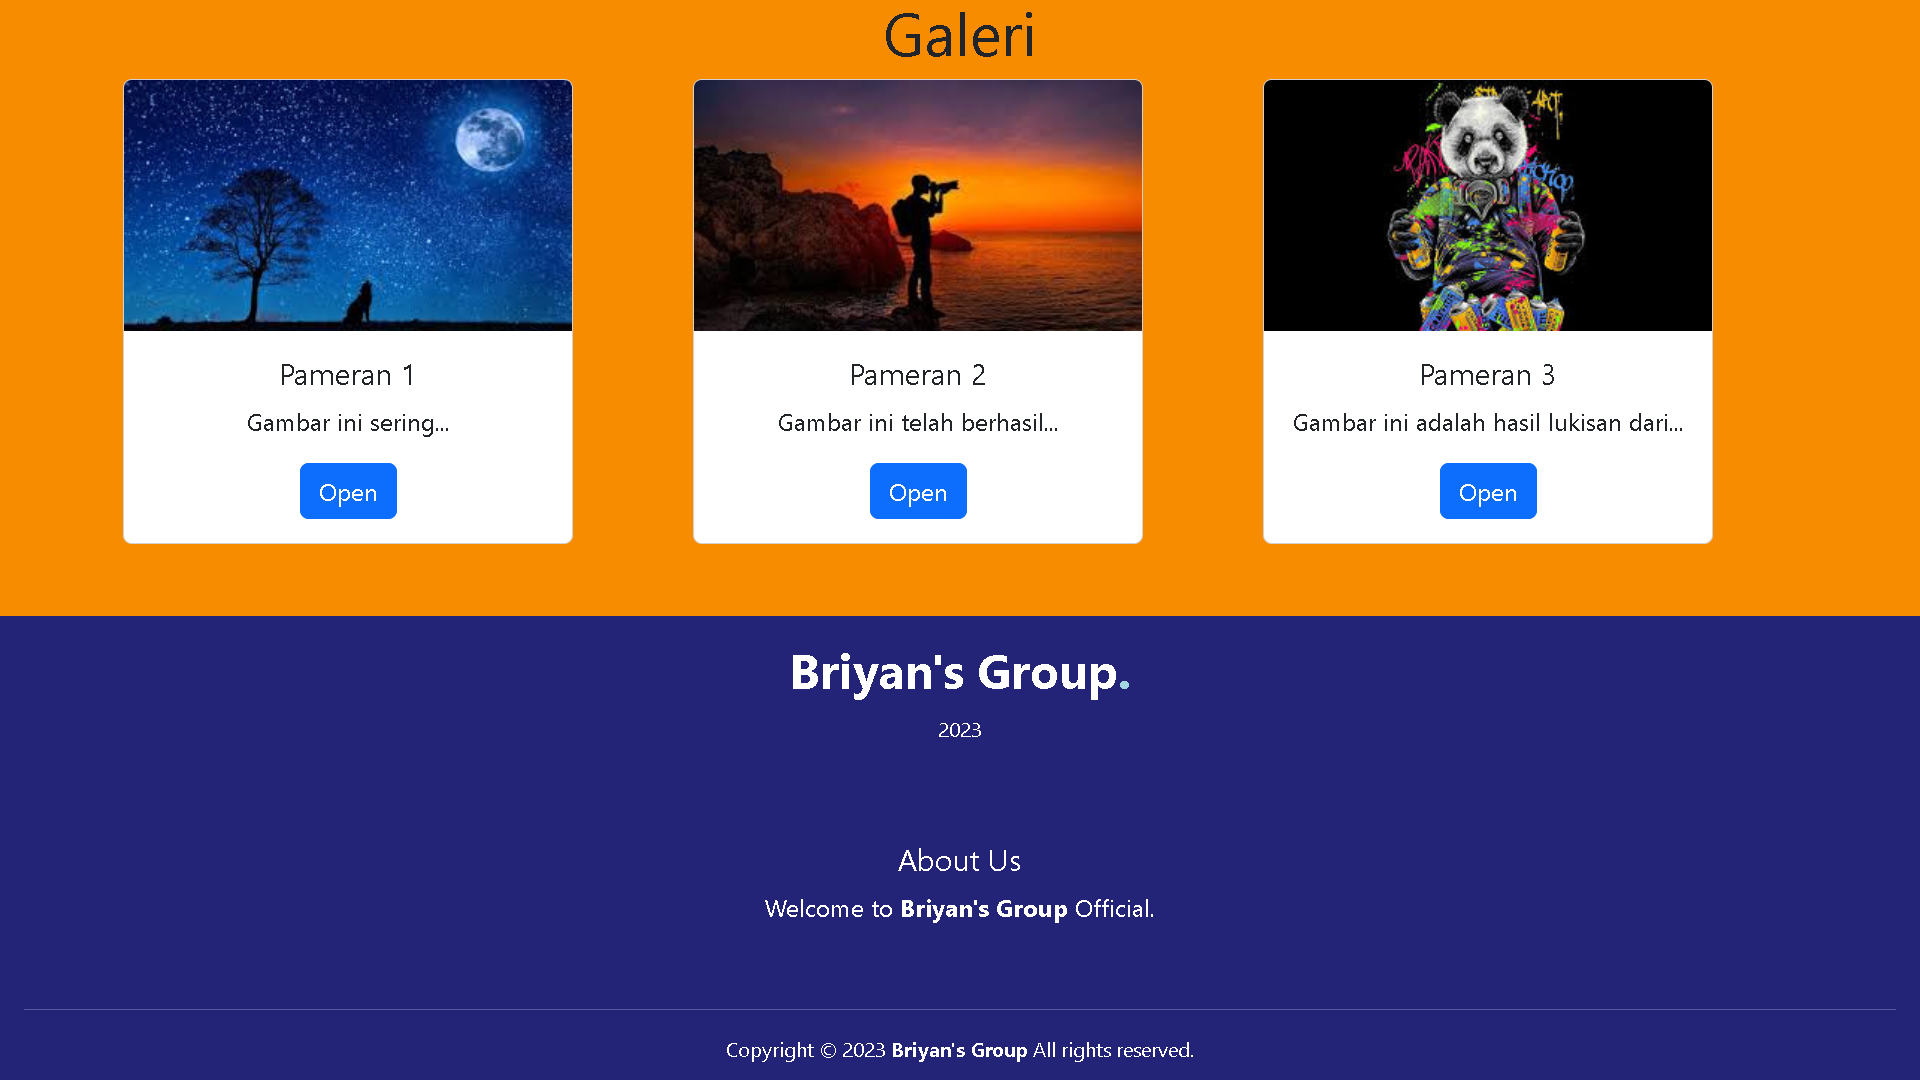 Galeri
Pameran 1
Gambar ini sering...
Open
Pameran 2
Gambar ini telah berhasil...
Open
ART
Pameran 3
Gambar ini adalah hasil lukisan dari...
Open
Briyan's Group.
2023
About Us
Welcome to Briyan's Group Official.
Copyright © 2023 Briyan's Group All rights reserved.